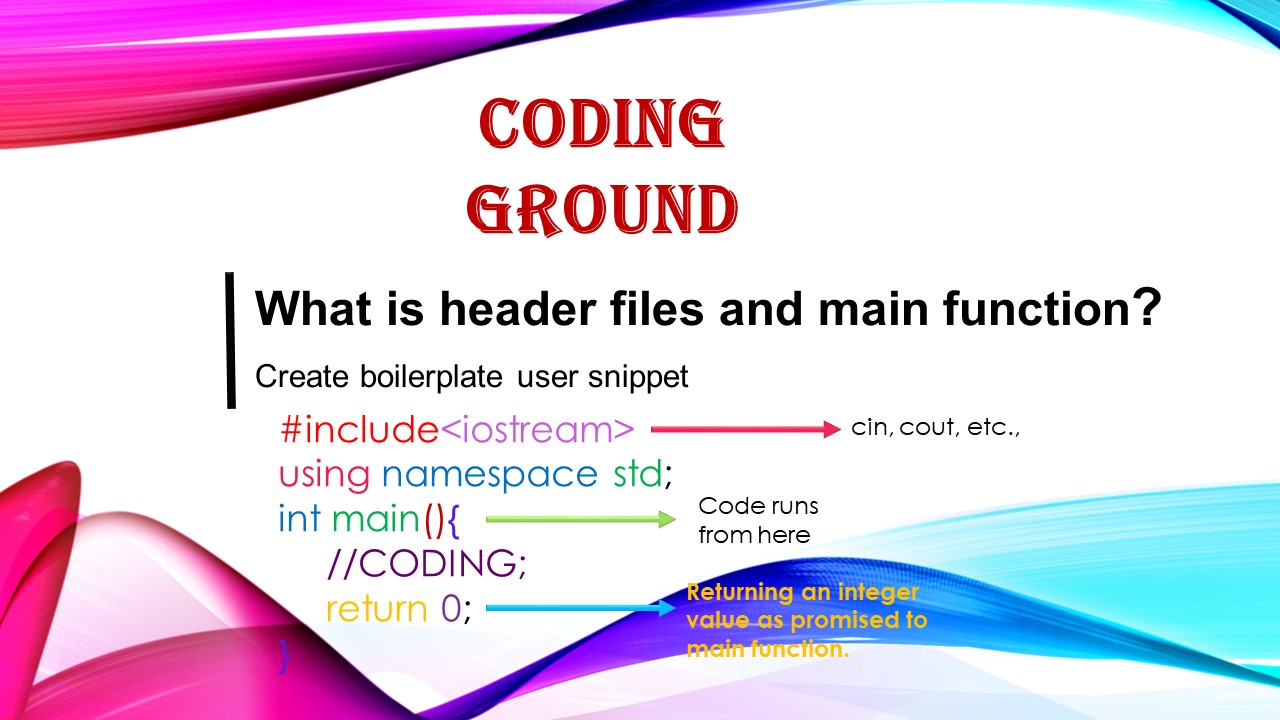 CODING
GROUND
What is header files and main function?
Create boilerplate user snippet
#include<iostream>
cin, cout, etc.,
using namespace std;
int main(){
Code runs
from here
//CODING;
return 0;
Returning an integer
value as promised to
main function.
}